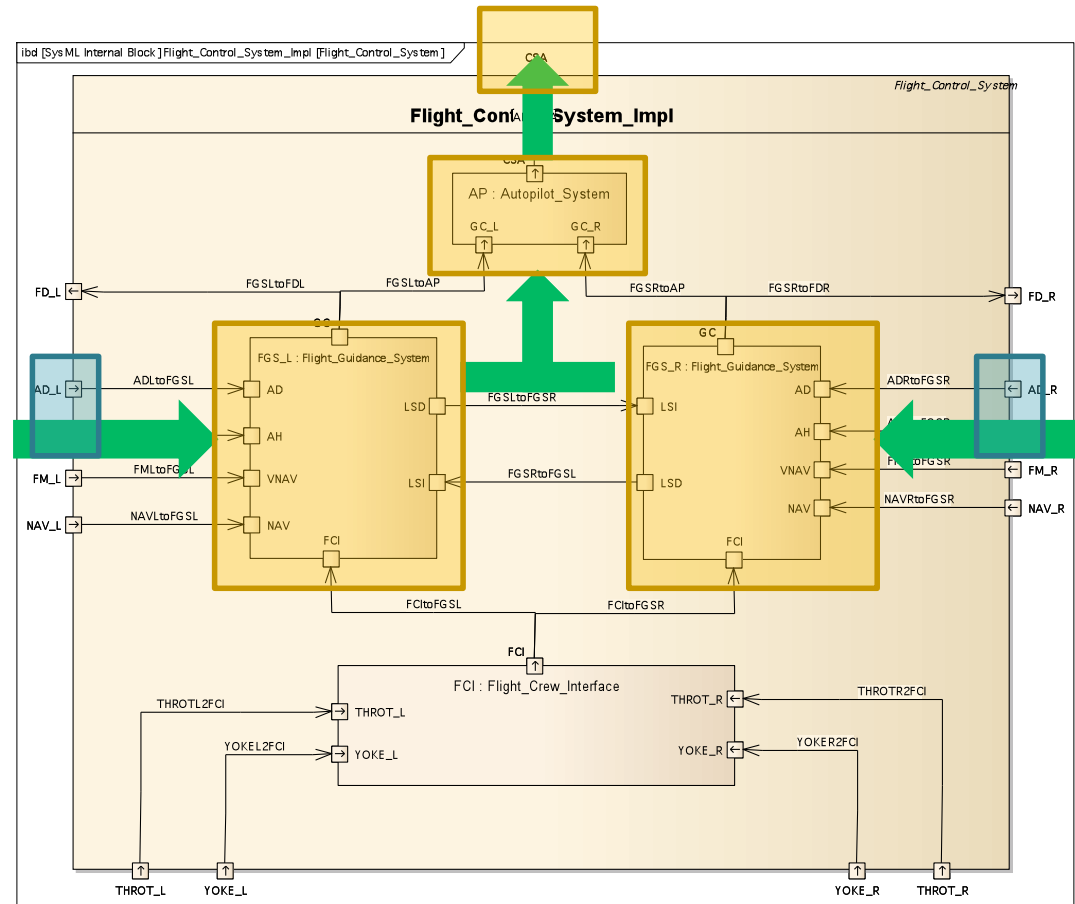 ibd [SysML Internal Block] Flight_Control_System_Impl [Flight_Control_System]
CSA
Flight_Control_System
Flight_Con System_Impl
CSA
AP : Autopilot_System
GC_L
GC_R
FGSLtoFDL
FGSLtoAP
FGSRtoAP
FGSRtoFDR
FD_L
FD_R
GC
GC
FGS_L : Flight_Guidance_System
FGS_R : Flight_Guidance_System
AD_L
ADLtoFGSL
AD
LSD
FGSLtoFGSR
LSI
AD
ADRtoFGSR
AD_R
AH
AH
FML toFGSL
VNAV
FGSRtoFGSL
LSI
LSD
VNAV
FM_L
FM_R
NAV_L
NAVLtoFGSL
NAV
NAV
NAVRtoFGSR
NAV_R
FCI
FCI
FCItoFGSL
FCItoFGSR
FCI
FCI : Flight_Crew_Interface
THROTL2FCI
THROT_L
THROT_R
THROTR2FCI
YOKEL2FCI
YOKE_L
YOKE_R
YOKER2FCI
THROT_L
YOKE_L
YOKE_R
THROT_R